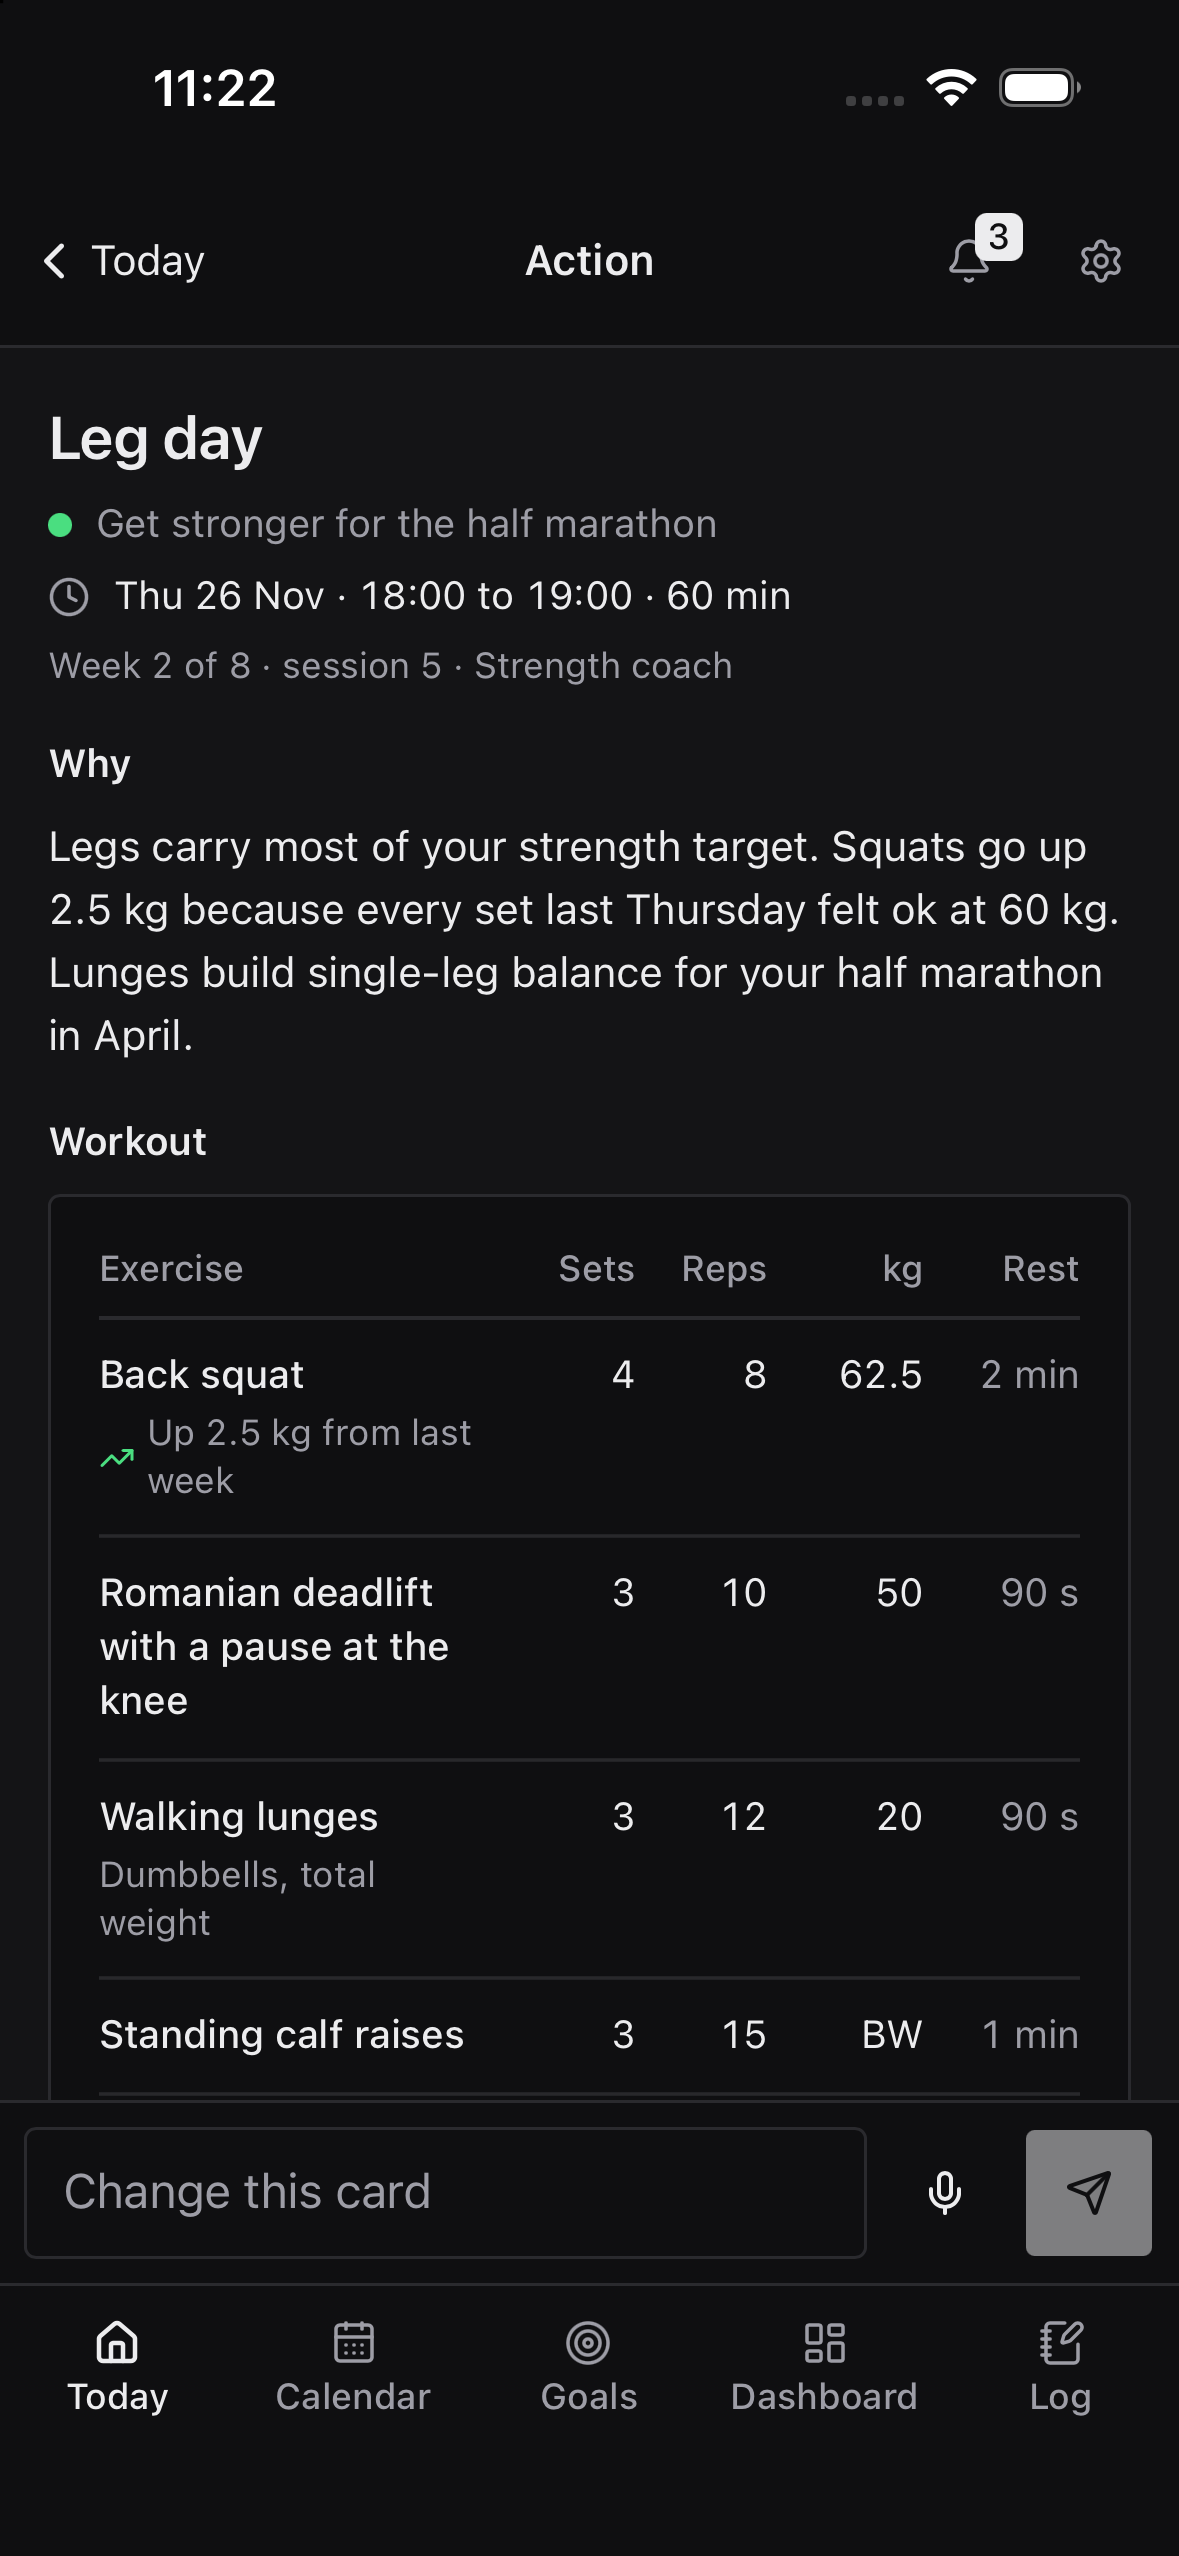 11:22
Today
Action
3
Leg day
Get stronger for the half marathon
Thu 26 Nov · 18:00 to 19:00 · 60 min
Week 2 of 8 · session 5 · Strength coach
Why
Legs carry most of your strength target. Squats go up
2.5 kg because every set last Thursday felt ok at 60 kg.
Lunges build single-leg balance for your half marathon
in April.
Workout
Exercise Sets Reps kg Rest
Back squat 4 8 62.5 2 min
Up 2.5 kg from last
week
Romanian deadlift 3 10 50 90 s
with a pause at the
knee
Walking lunges 3 12 20 90 s
Dumbbells, total
weight
Standing calf raises 3 15 BW 1 min
Change this card
Today Calendar Goals Dashboard Log